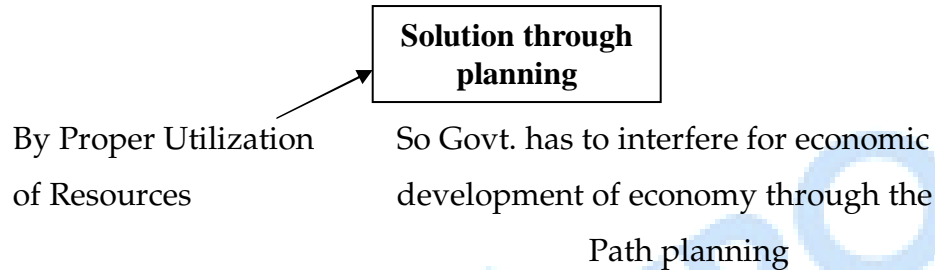 Solution through
planning
By Proper Utilization
of Resources
So Govt. has to interfere for economic
development of economy through the
Path planning